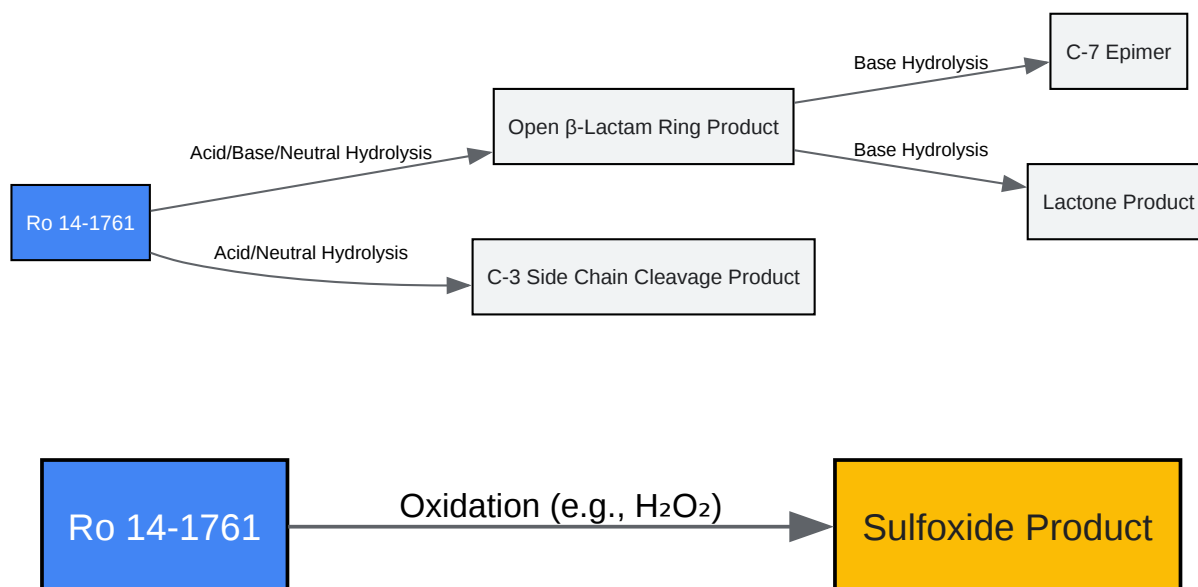 C-7 Epimer
Base Hydrolysis
Open β-Lactam Ring Product
Base Hydrolysis
Acid/Base/Neutral Hydrolysis
Lactone Product
Ro 14-1761
Acid/Neutral Hydrolysis
C-3 Side Chain Cleavage Product
Ro 14-1761
Oxidation (e.g., H₂O₂)
Sulfoxide Product